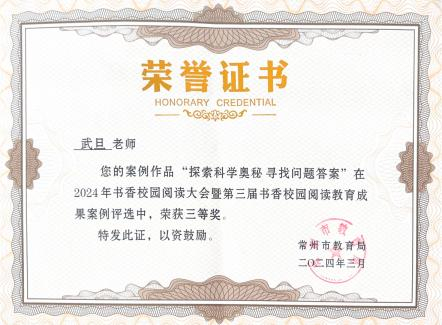 荣誉证书
HONORARY CREDENTIAL
武旦 老师
您的案例作品“探索科学奥秘 寻找问题答案”在
2024年书香校园阅读大会暨第三届书香校园阅读教育成
果案例评选中，荣获三等奖。
特发此证，以资鼓励。
常州市教育局
二〇二四年三月